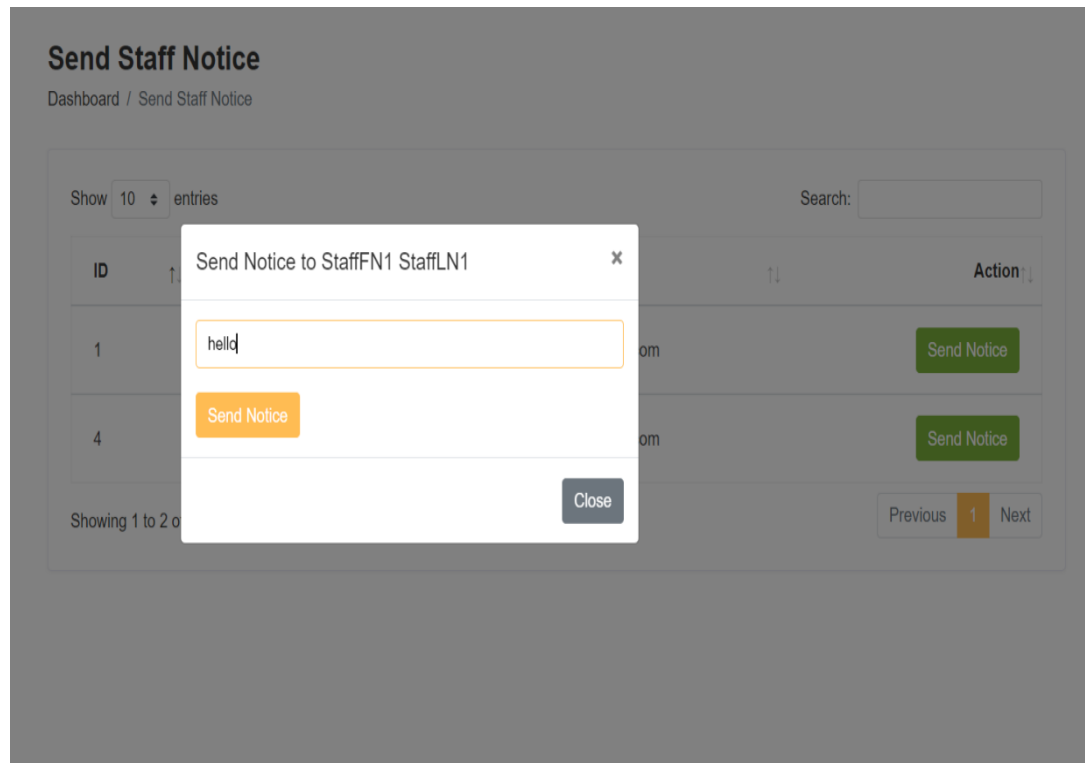 Send Staff Notice
Dashboard / Send Staff Notice
Show 10 entries Search:
ID Action
Send Notice to StaffFN1 StaffLN1 ×
hello
1 om Send Notice
Send Notice
4 om Send Notice
Close
Showing 1 to 2 o Previous 1 Next